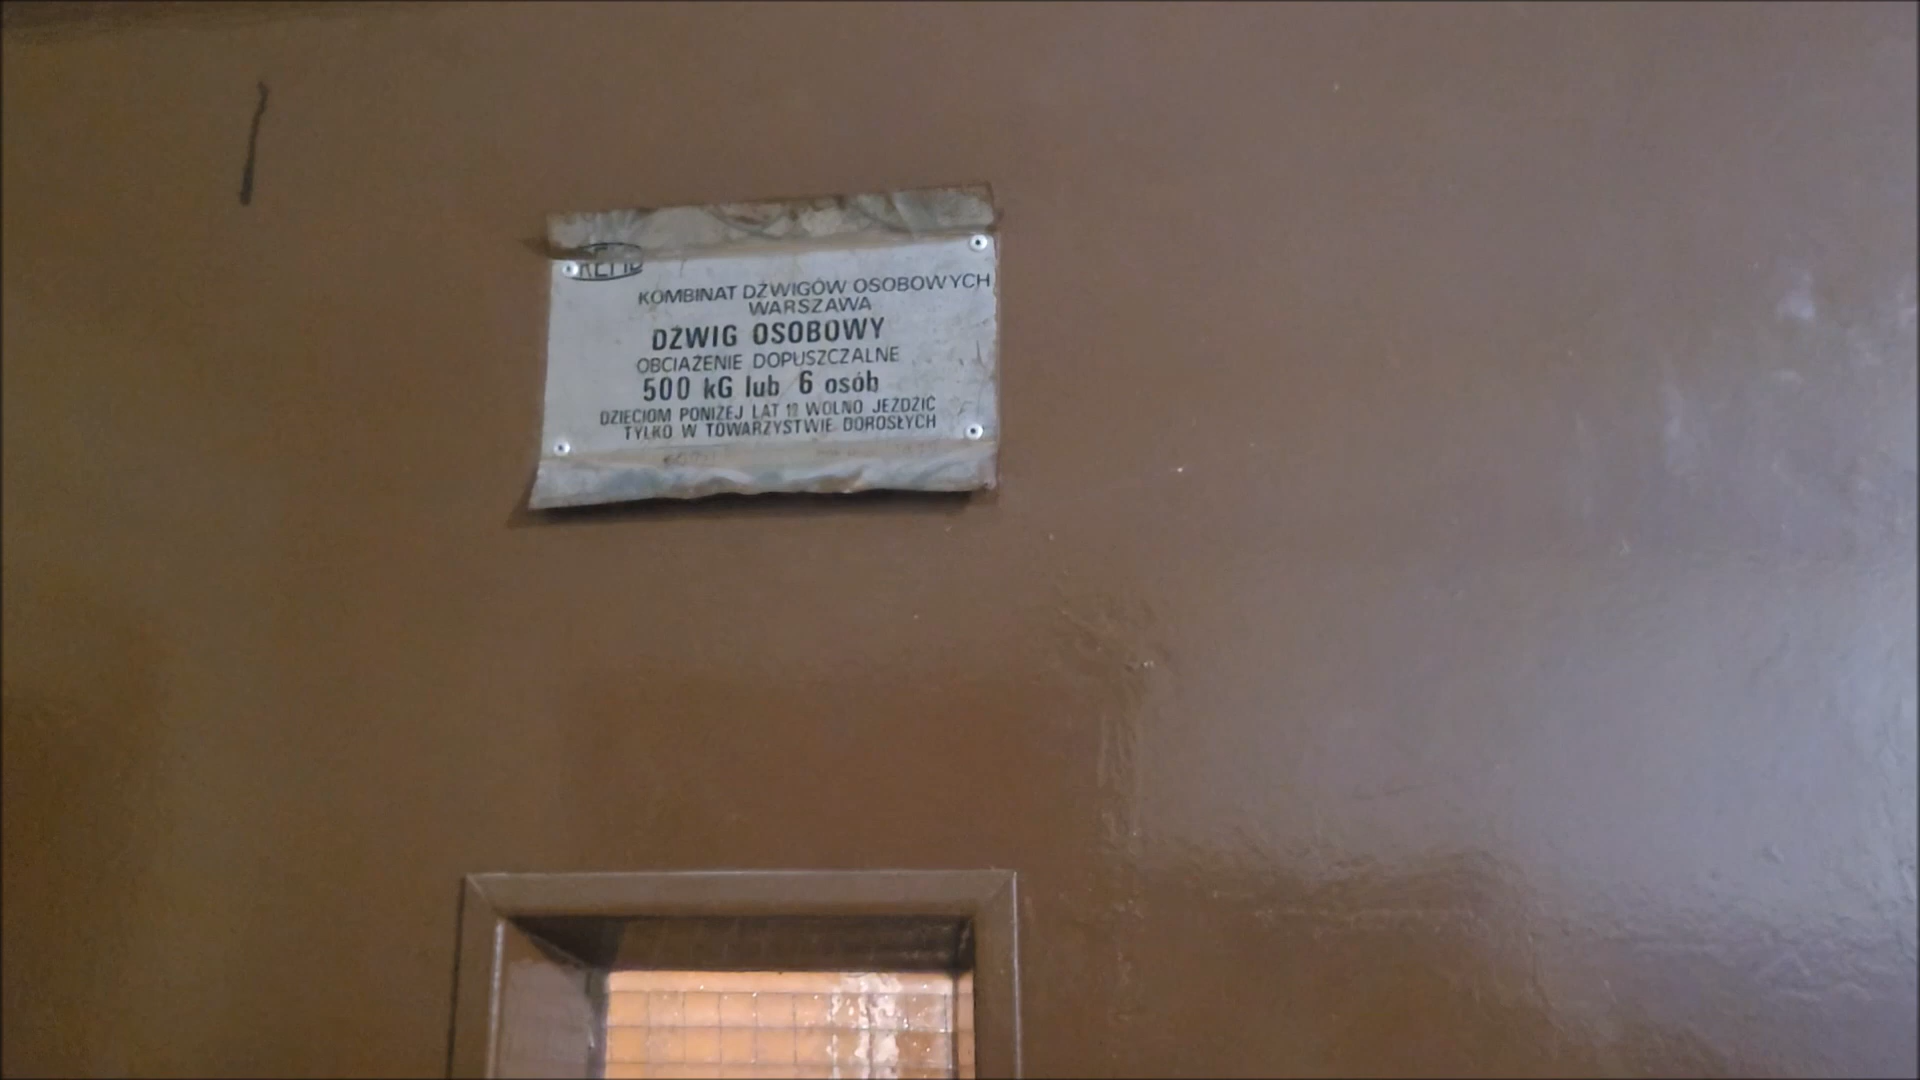 KOMBINAT DŹWIGÓW OSOBOWYCH
WARSZAWA
DŹWIG OSOBOWY
OBCIĄŻENIE DOPUSZCZALNE
500 kG lub 6 osób
DZIECIOM PONIŻEJ LAT WOLNO JEŹDZIĆ
TYLKO W TOWARZYSTWIE DOROSŁYCH